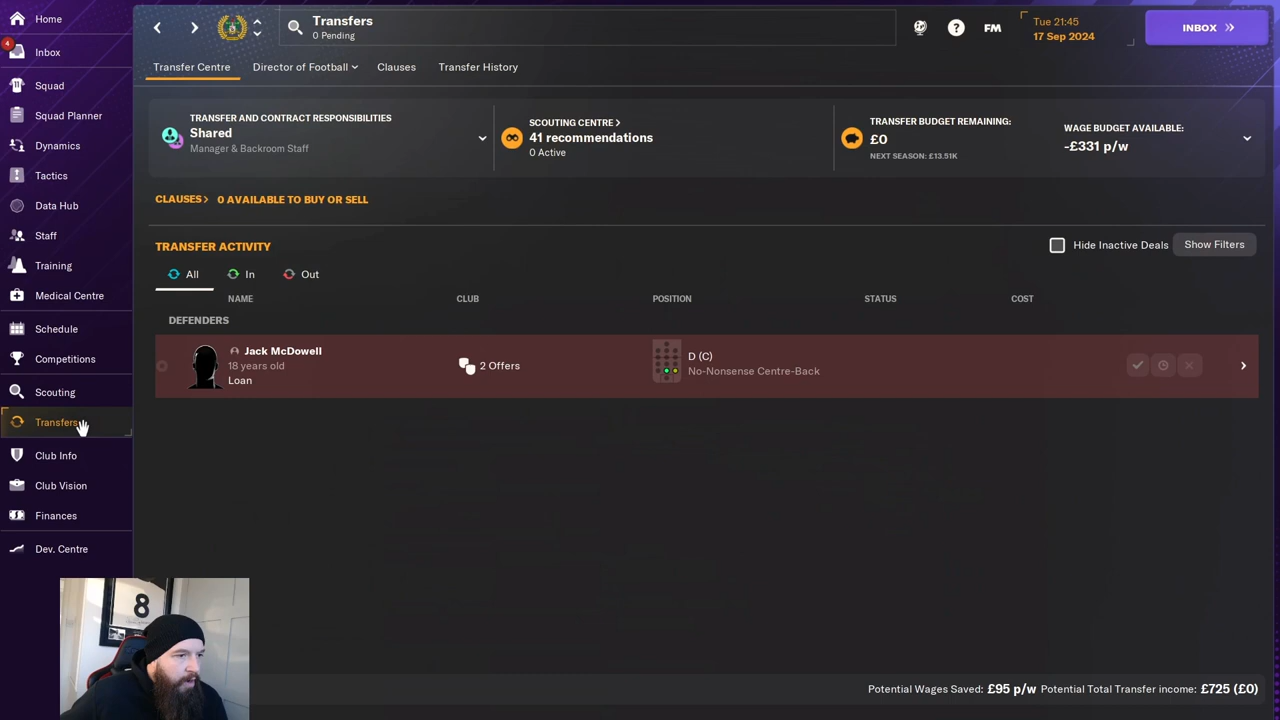 Home
4
Inbox
Squad
Squad Planner
Dynamics
Tactics
Data Hub
Staff
Training
Medical Centre
Schedule
Competitions
Scouting
Transfers
Club Info
Club Vision
Finances
Dev. Centre
Transfers
0 Pending
?
FM
Tue 21:45
17 Sep 2024
INBOX
Transfer Centre
Director of Football
Clauses
Transfer History
TRANSFER AND CONTRACT RESPONSIBILITIES
Shared
Manager & Backroom Staff
SCOUTING CENTRE >
41 recommendations
0 Active
TRANSFER BUDGET REMAINING:
£0
NEXT SEASON: £13.51K
WAGE BUDGET AVAILABLE:
-£331 p/w
CLAUSES > 0 AVAILABLE TO BUY OR SELL
TRANSFER ACTIVITY
Hide Inactive Deals
Show Filters
All
In
Out
NAME CLUB POSITION STATUS COST
DEFENDERS
Jack McDowell
18 years old
Loan
2 Offers
D (C)
No-Nonsense Centre-Back
8
Potential Wages Saved: £95 p/w Potential Total Transfer income: £725 (£0)